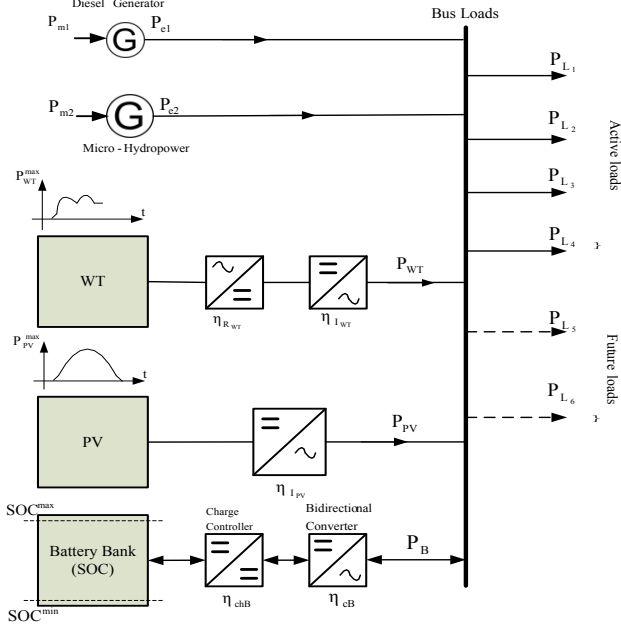 Diesel Generator
Bus Loads
P_m1
G
P_e1
P_L1
P_m2
G
P_e2
Micro-Hydropower
P_L2
P_L3
P_L4
Active loads
P_WT^max
t
WT
η_R_WT
η_I_WT
P_WT
P_L5
P_L6
Future loads
P_PV^max
t
PV
η_I_PV
P_PV
SOC^max
Battery Bank
(SOC)
SOC^min
Charge
Controller
η_chB
Bidirectional
Converter
η_cB
P_B